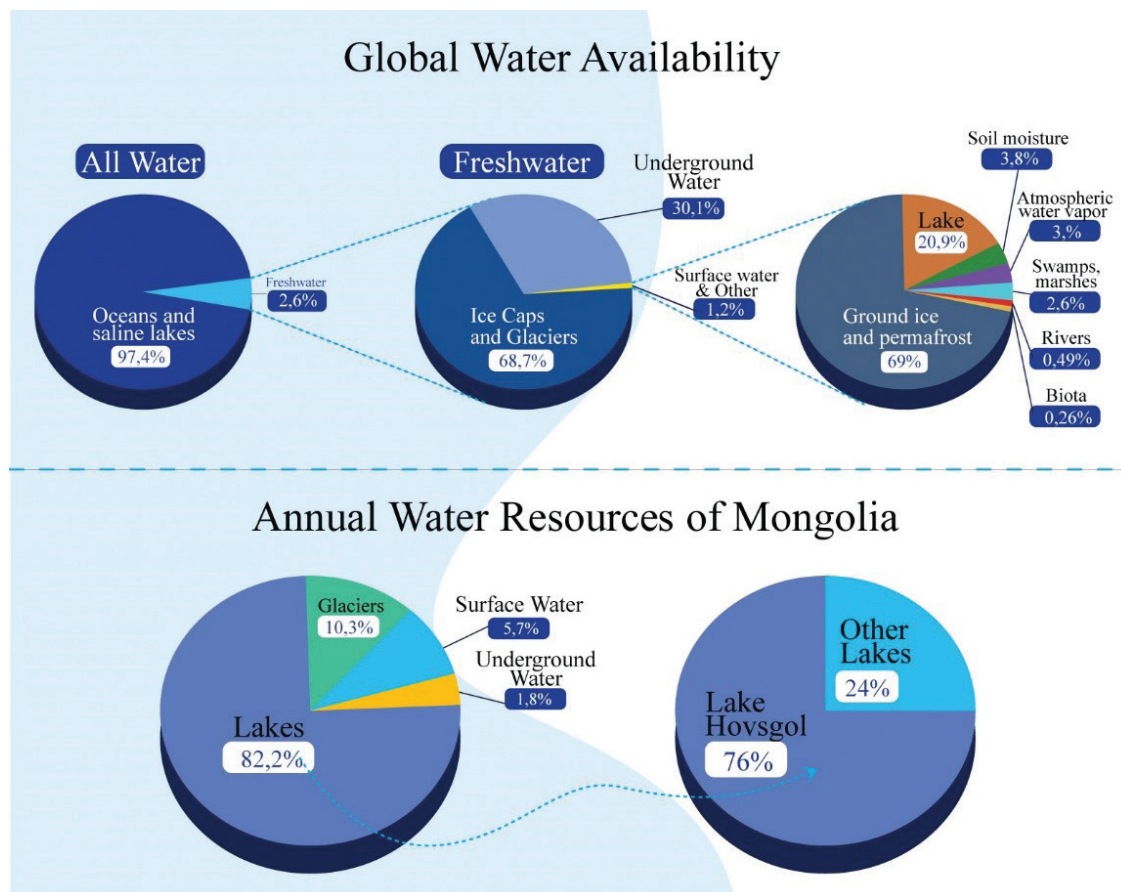 Global Water Availability
All Water
Freshwater
2,6%
Oceans and
saline lakes
97,4%
Freshwater
Underground
Water
30,1%
Surface water
& Other
1,2%
Ice Caps
and Glaciers
68,7%
Soil moisture
3,8%
Atmospheric
water vapor
3,%
Lake
20,9%
Swamps,
marshes
2,6%
Ground ice
and permafrost
69%
Rivers
0,49%
Biota
0,26%
Annual Water Resources of Mongolia
Glaciers
10,3%
Surface Water
5,7%
Underground
Water
1,8%
Lakes
82,2%
Other
Lakes
24%
Lake
Hovsgol
76%